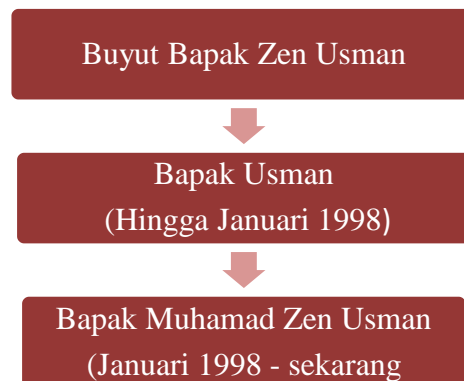 Buyut Bapak Zen Usman
Bapak Usman
(Hingga Januari 1998)
Bapak Muhamad Zen Usman
(Januari 1998 - sekarang